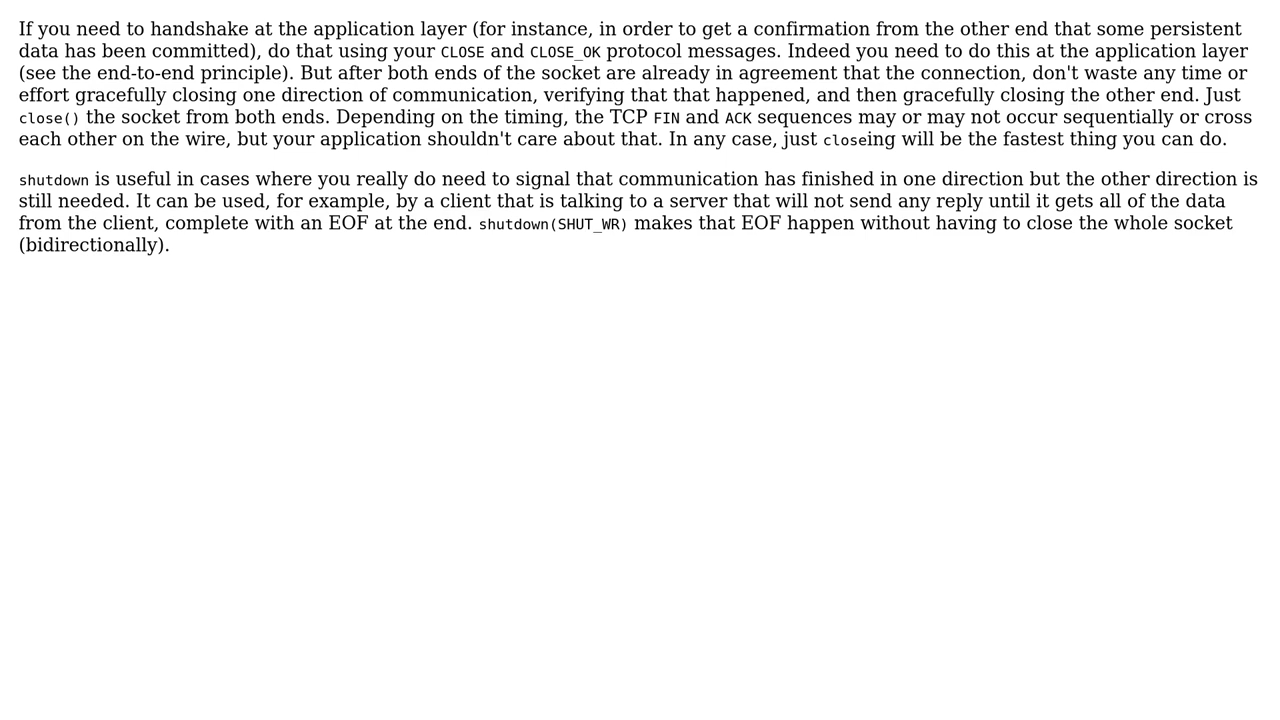 If you need to handshake at the application layer (for instance, in order to get a confirmation from the other end that some persistent
data has been committed), do that using your CLOSE and CLOSE_OK protocol messages. Indeed you need to do this at the application layer
(see the end-to-end principle). But after both ends of the socket are already in agreement that the connection, don't waste any time or
effort gracefully closing one direction of communication, verifying that that happened, and then gracefully closing the other end. Just
close() the socket from both ends. Depending on the timing, the TCP FIN and ACK sequences may or may not occur sequentially or cross
each other on the wire, but your application shouldn't care about that. In any case, just closeing will be the fastest thing you can do.
shutdown is useful in cases where you really do need to signal that communication has finished in one direction but the other direction is
still needed. It can be used, for example, by a client that is talking to a server that will not send any reply until it gets all of the data
from the client, complete with an EOF at the end. shutdown(SHUT_WR) makes that EOF happen without having to close the whole socket
(bidirectionally).